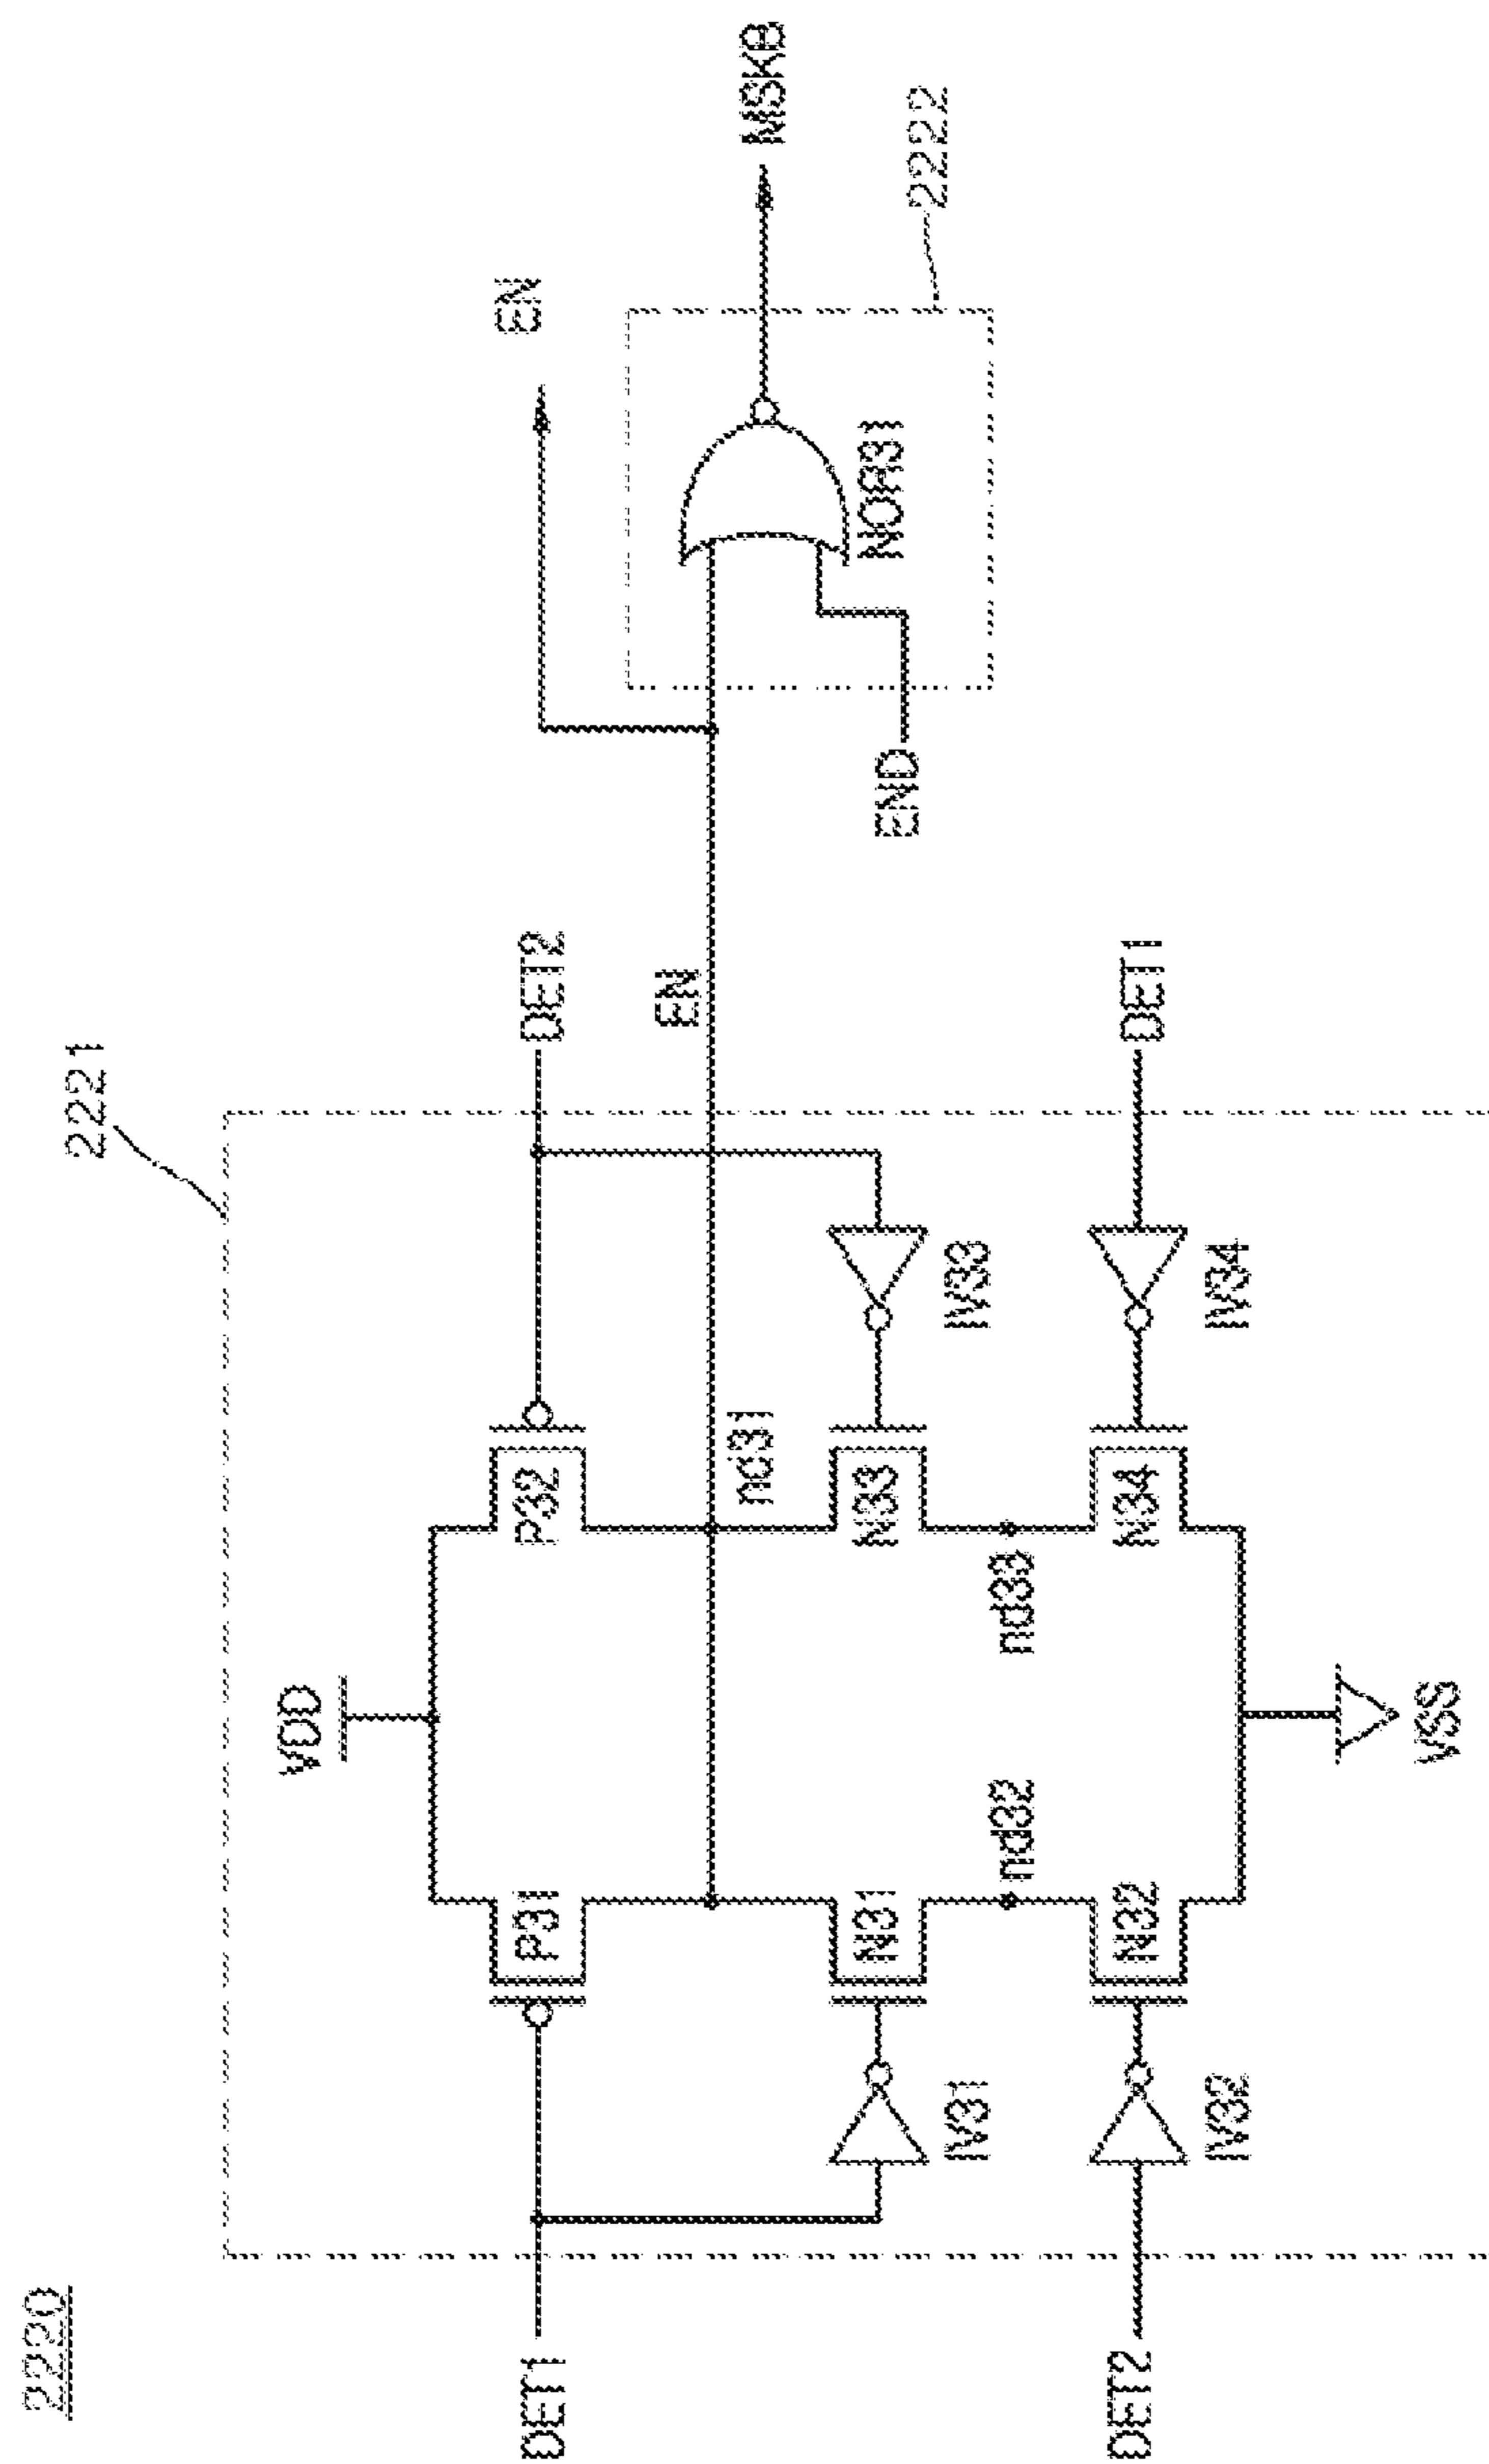 2220
2221
VDD
DET1
P31
P32
DET2
EN
EN
MSKB
nd31
IV31
N31
N33
IV33
END
NOR31
2222
nd32
nd33
DET2
IV32
N32
N34
IV34
DET1
VSS